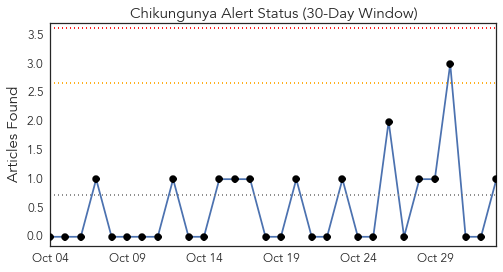 Chikungunya Alert Status (30-Day Window)
Articles Found
3.5
3.0
2.5
2.0
1.5
1.0
0.5
0.0
Oct 04 Oct 09 Oct 14 Oct 19 Oct 24 Oct 29